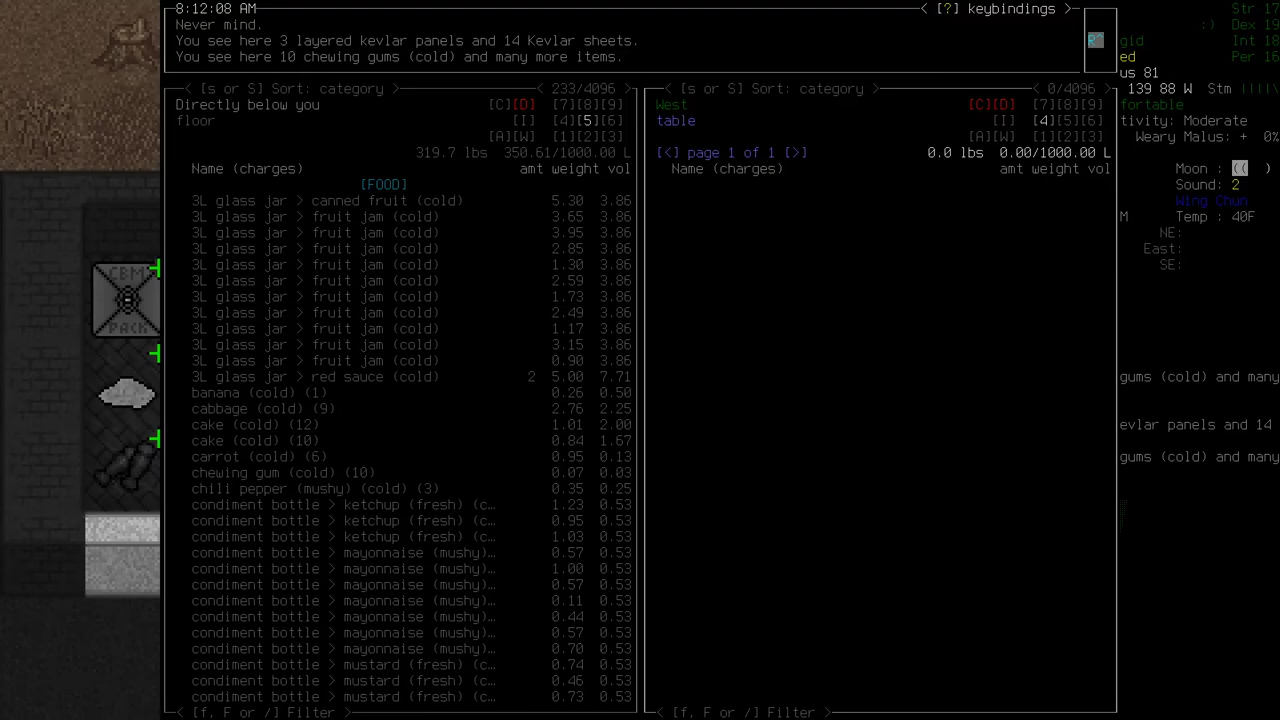 8:12:08 AM
< [?] keybindings >
Never mind.
You see here 3 layered kevlar panels and 14 Kevlar sheets.
You see here 10 chewing gums (cold) and many more items.
R^
Str 17
:) Dex 19
gid Int 18
ed Per 16
us 81
139 88 W Stm ||||\
fortable
tivity: Moderate
Weary Malus: + 0%
Moon : (( )
Sound: 2
Wing Chun
M Temp : 40F
NE:
East:
SE:
gums (cold) and many
evlar panels and 14
gums (cold) and many
< [s or S] Sort: category > < 233/4096 >
Directly below you [C][D] [7][8][9]
floor [I] [4][5][6]
[A][W] [1][2][3]
319.7 lbs 350.61/1000.00 L
Name (charges) amt weight vol
[FOOD]
3L glass jar > canned fruit (cold) 5.30 3.86
3L glass jar > fruit jam (cold) 3.65 3.86
3L glass jar > fruit jam (cold) 3.95 3.86
3L glass jar > fruit jam (cold) 2.85 3.86
3L glass jar > fruit jam (cold) 1.30 3.86
3L glass jar > fruit jam (cold) 2.59 3.86
3L glass jar > fruit jam (cold) 1.73 3.86
3L glass jar > fruit jam (cold) 2.49 3.86
3L glass jar > fruit jam (cold) 1.17 3.86
3L glass jar > fruit jam (cold) 3.15 3.86
3L glass jar > fruit jam (cold) 0.90 3.86
3L glass jar > red sauce (cold) 2 5.00 7.71
banana (cold) (1) 0.26 0.50
cabbage (cold) (9) 2.76 2.25
cake (cold) (12) 1.01 2.00
cake (cold) (10) 0.84 1.67
carrot (cold) (6) 0.95 0.13
chewing gum (cold) (10) 0.07 0.03
chili pepper (mushy) (cold) (3) 0.35 0.25
condiment bottle > ketchup (fresh) (c… 1.23 0.53
condiment bottle > ketchup (fresh) (c… 0.95 0.53
condiment bottle > ketchup (fresh) (c… 1.03 0.53
condiment bottle > mayonnaise (mushy)… 0.57 0.53
condiment bottle > mayonnaise (mushy)… 1.00 0.53
condiment bottle > mayonnaise (mushy)… 0.57 0.53
condiment bottle > mayonnaise (mushy)… 0.11 0.53
condiment bottle > mayonnaise (mushy)… 0.44 0.53
condiment bottle > mayonnaise (mushy)… 0.57 0.53
condiment bottle > mayonnaise (mushy)… 0.70 0.53
condiment bottle > mustard (fresh) (c… 0.74 0.53
condiment bottle > mustard (fresh) (c… 0.46 0.53
condiment bottle > mustard (fresh) (c… 0.73 0.53
< [f, F or /] Filter >
< [s or S] Sort: category > < 0/4096 >
West [C][D] [7][8][9]
table [I] [4][5][6]
[A][W] [1][2][3]
[<] page 1 of 1 [>] 0.0 lbs 0.00/1000.00 L
Name (charges) amt weight vol
< [f, F or /] Filter >
CBM
PACK